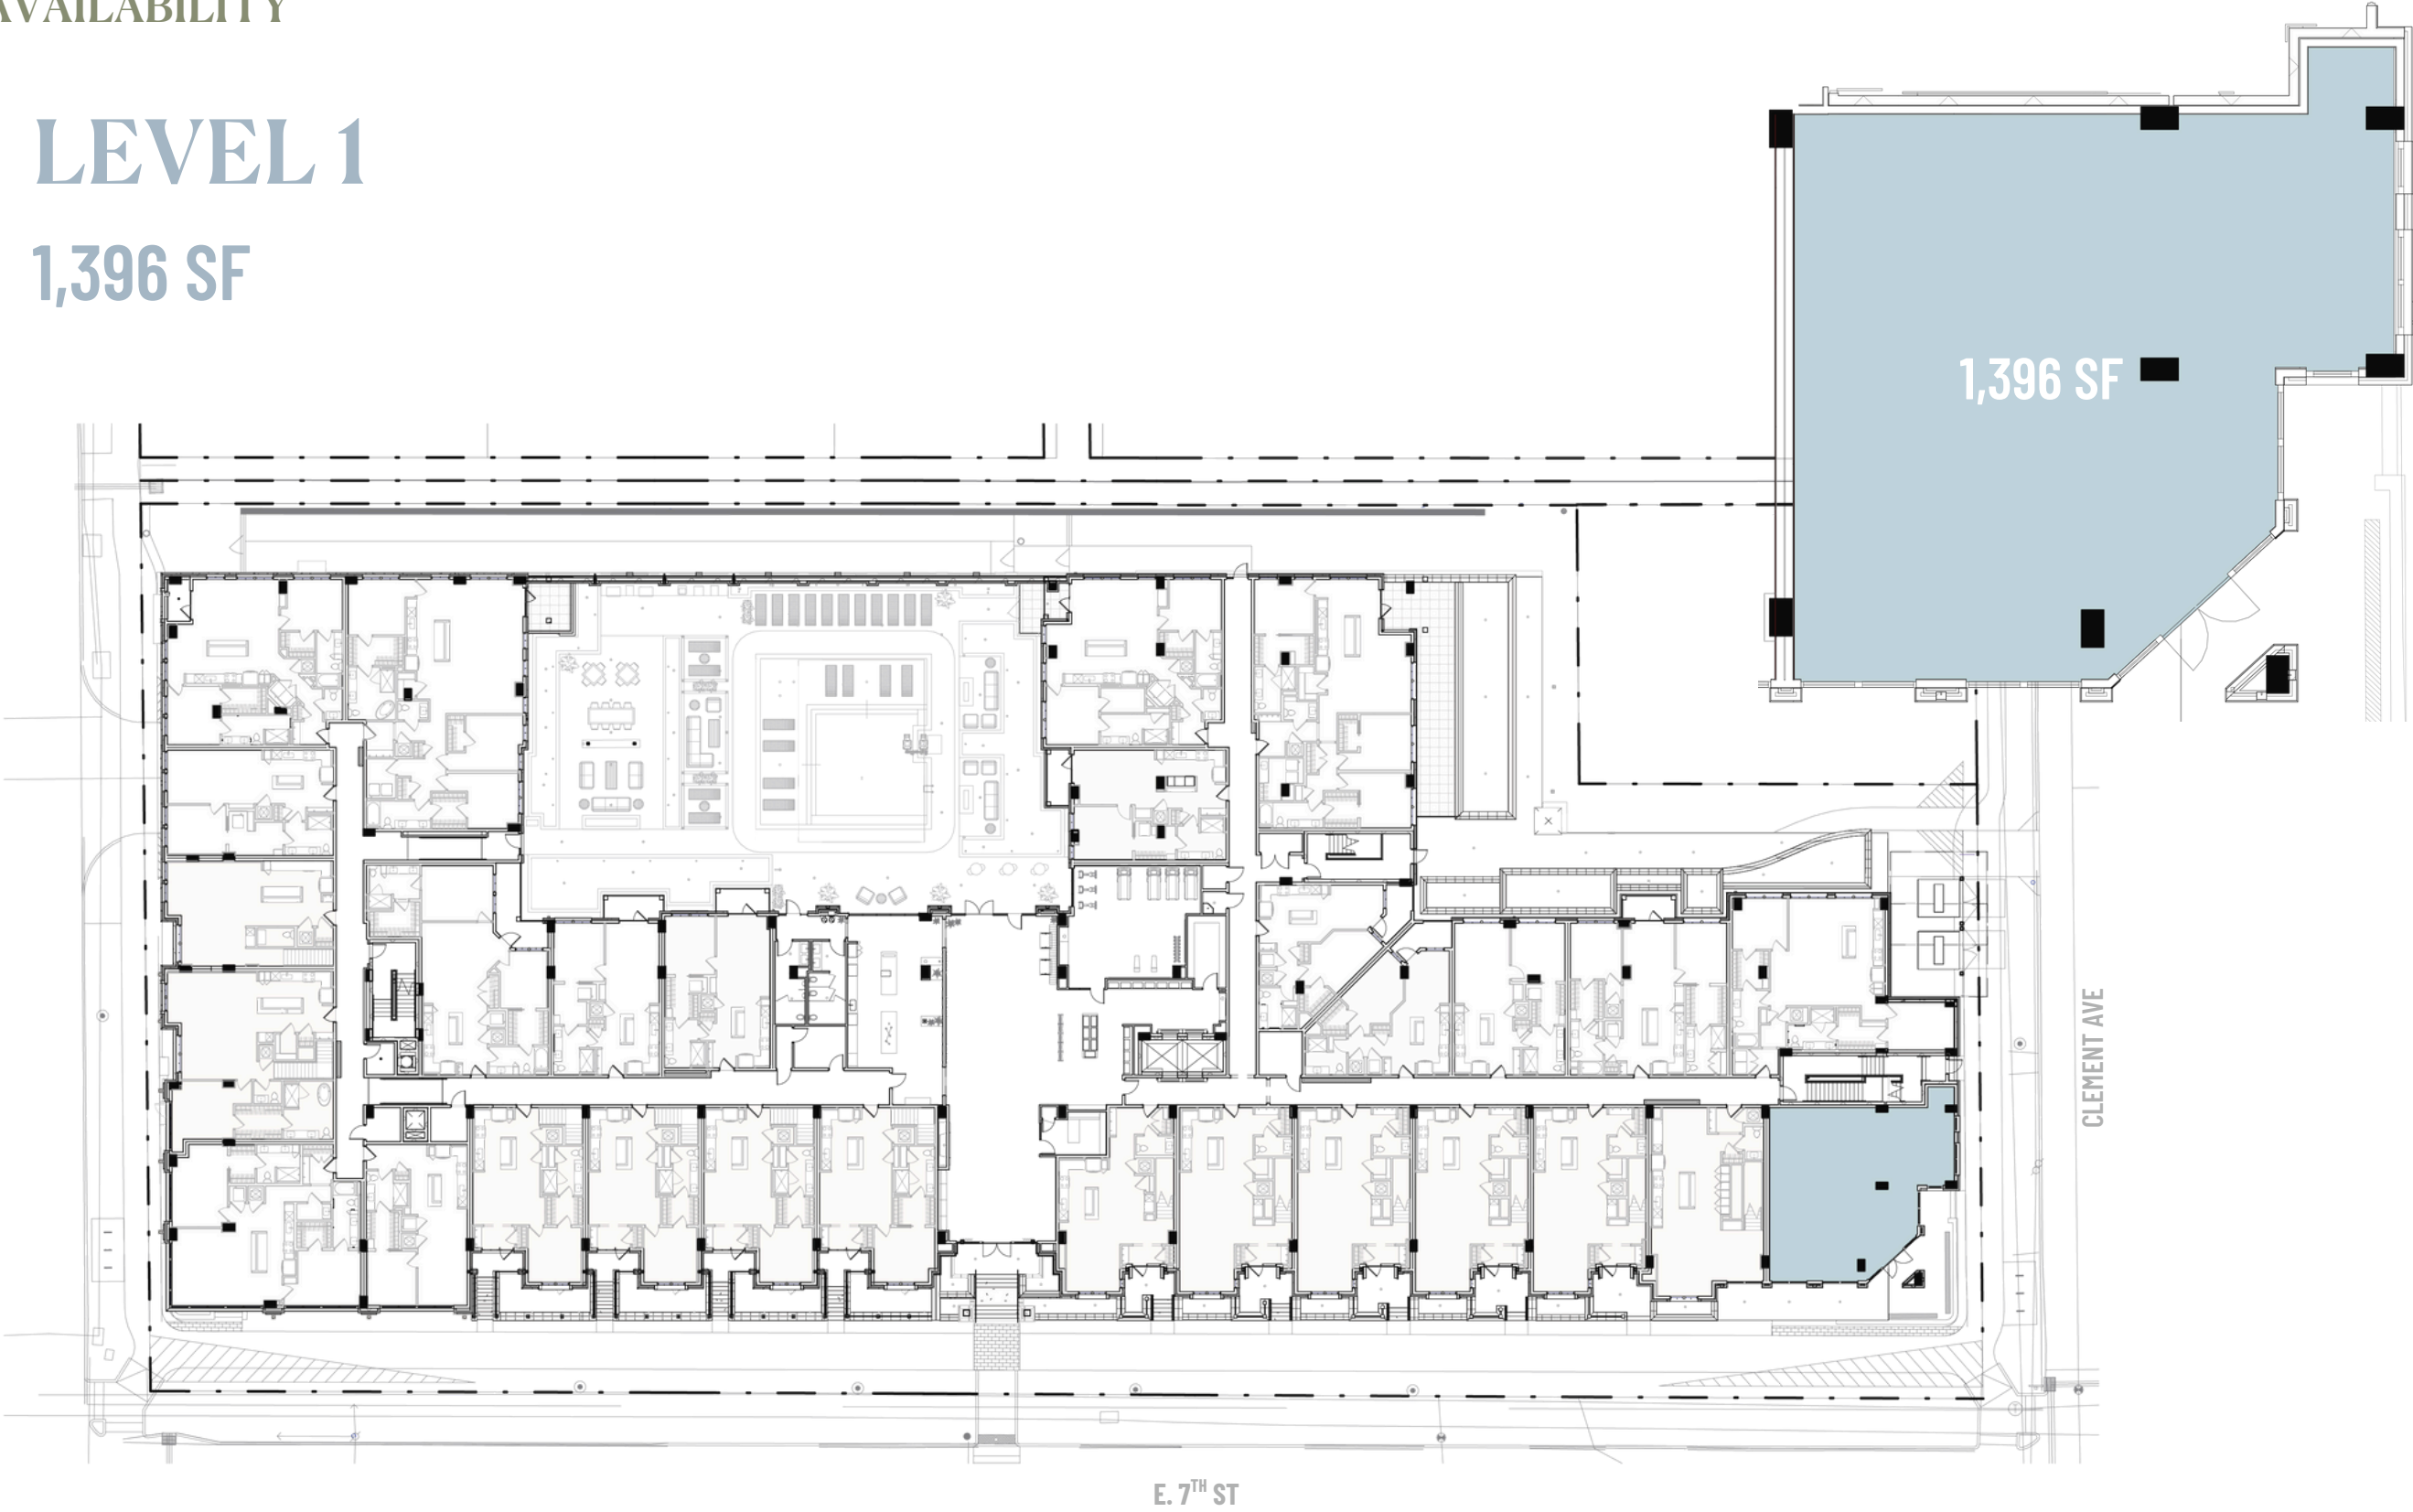 AVAILABILITY
LEVEL 1
1,396 SF
1,396 SF
CLEMENT AVE
E. 7TH ST